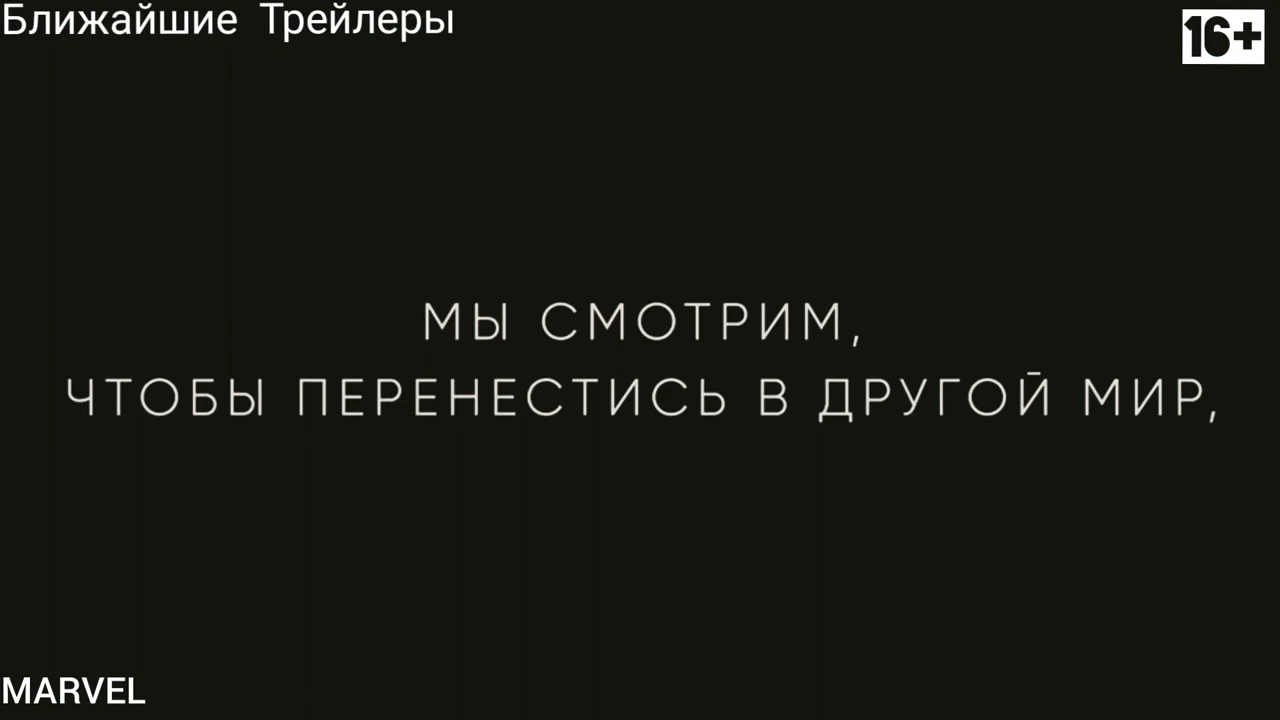 Ближайшие Трейлеры
16+
МЫ СМОТРИМ,
ЧТОБЫ ПЕРЕНЕСТИСЬ В ДРУГОЙ МИР,
MARVEL